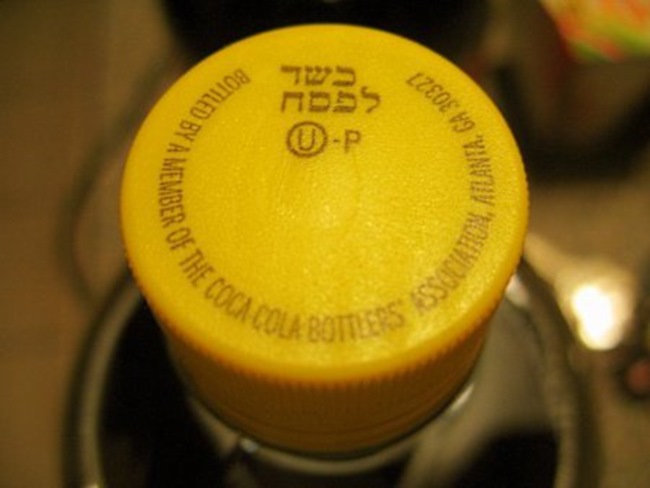 כשר
לפסח
Ⓤ-P
BOTTLED BY A MEMBER OF THE COCA-COLA BOTTLERS' ASSOCIATION, ATLANTA, GA 30327